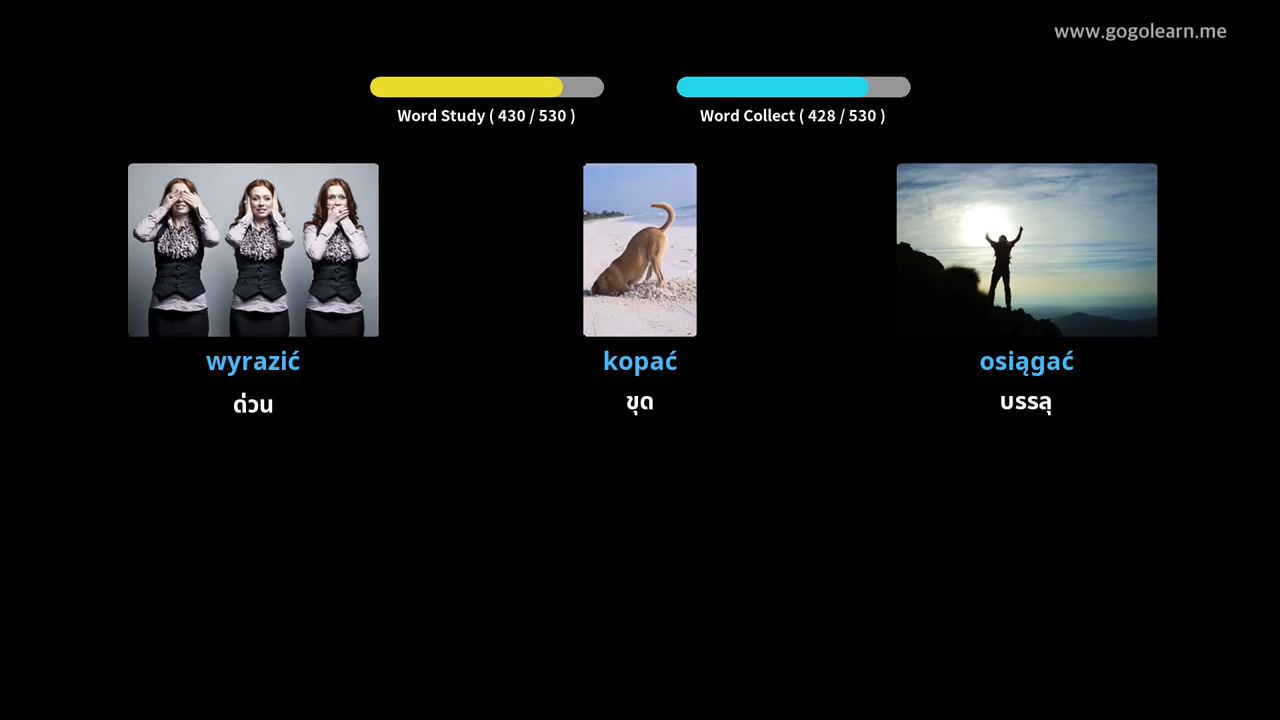 www.gogolearn.me
Word Study ( 430 / 530 )
Word Collect ( 428 / 530 )
wyrazić
kopać
osiągać
ด่วน
ขุด
บรรลุ